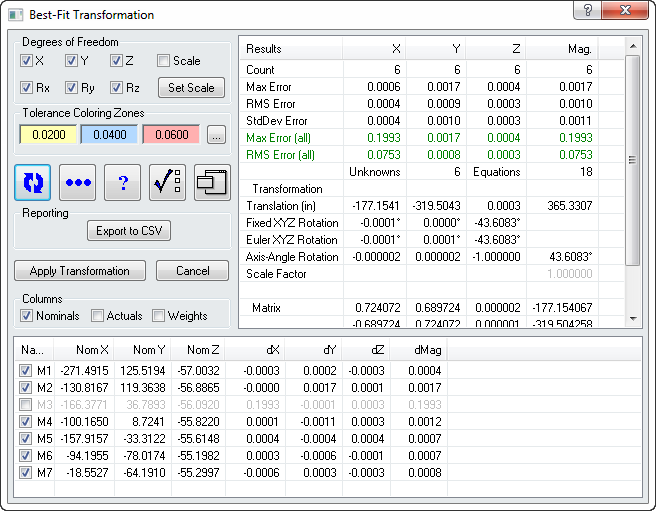 Best-Fit Transformation
Degrees of Freedom
X Y Z Scale
Rx Ry Rz Set Scale
Tolerance Coloring Zones
0.0200 0.0400 0.0600 ...
?
Reporting
Export to CSV
Apply Transformation Cancel
Columns
Nominals Actuals Weights
Results X Y Z Mag.
Count 6 6 6 6
Max Error 0.0006 0.0017 0.0004 0.0017
RMS Error 0.0004 0.0009 0.0003 0.0010
StdDev Error 0.0004 0.0010 0.0003 0.0011
Max Error (all) 0.1993 0.0017 0.0004 0.1993
RMS Error (all) 0.0753 0.0008 0.0003 0.0753
Unknowns 6 Equations 18
Transformation
Translation (in) -177.1541 -319.5043 0.0003 365.3307
Fixed XYZ Rotation -0.0001° 0.0000° -43.6083°
Euler XYZ Rotation -0.0001° 0.0001° -43.6083°
Axis-Angle Rotation -0.000002 0.000002 -1.000000 43.6083°
Scale Factor 1.000000
Matrix 0.724072 0.689724 0.000002 -177.154067
-0.689724 0.724072 0.000001 -319.504258
Na... Nom X Nom Y Nom Z dX dY dZ dMag
M1 -271.4915 125.5194 -57.0032 -0.0003 0.0002 -0.0003 0.0004
M2 -130.8167 119.3638 -56.8865 -0.0000 0.0017 0.0001 0.0017
M3 -166.3771 36.7893 -56.0920 0.1993 -0.0001 0.0003 0.1993
M4 -100.1650 8.7241 -55.8220 0.0001 -0.0011 0.0003 0.0012
M5 -157.9157 -33.3122 -55.6148 0.0004 -0.0004 0.0004 0.0007
M6 -94.1955 -78.0174 -55.1982 0.0003 -0.0006 -0.0001 0.0007
M7 -18.5527 -64.1910 -55.2997 -0.0006 0.0003 -0.0003 0.0008